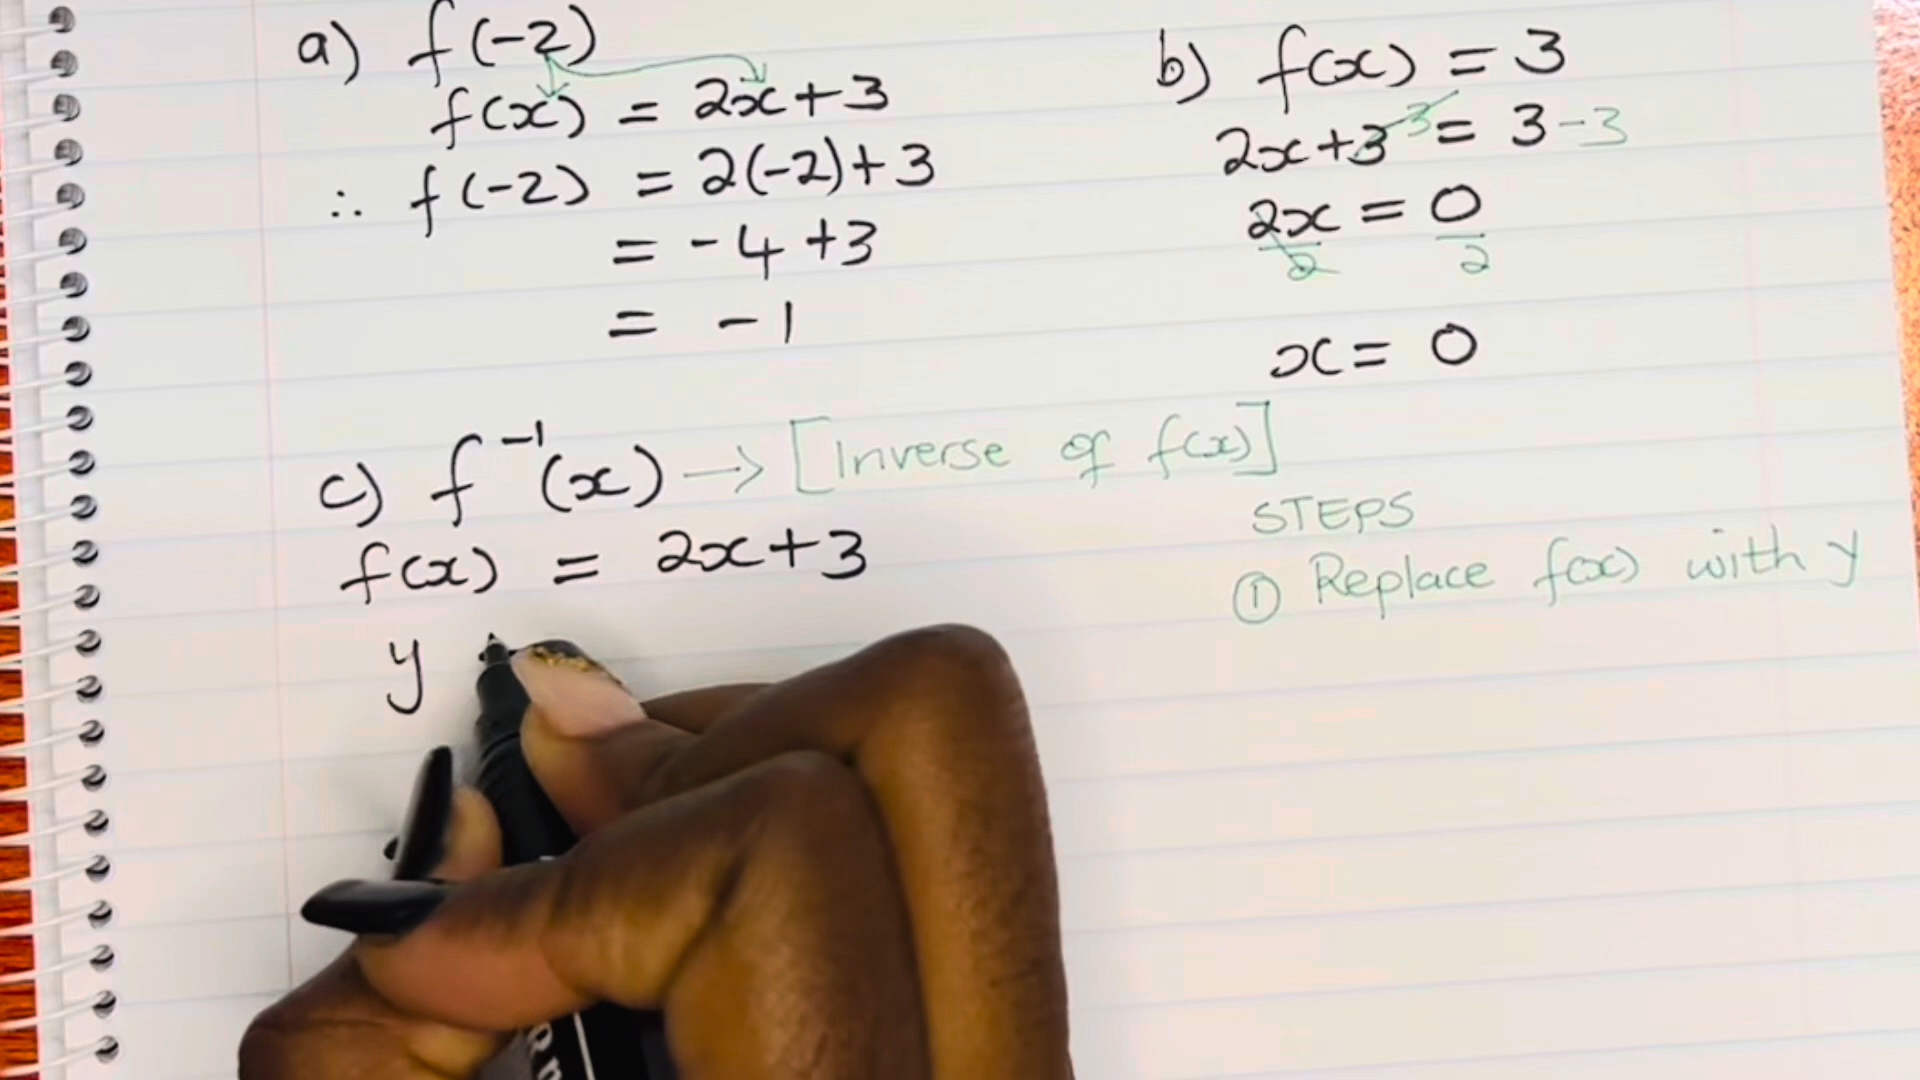 a) f(-2)
f(x) = 2x+3
∴ f(-2) = 2(-2)+3
= -4 +3
= -1
b) f(x) = 3
2x+3 -3 = 3 -3
2x = 0
2 2
x = 0
c) f⁻¹(x) → [Inverse of f(x)]
f(x) = 2x+3
y
STEPS
① Replace f(x) with y